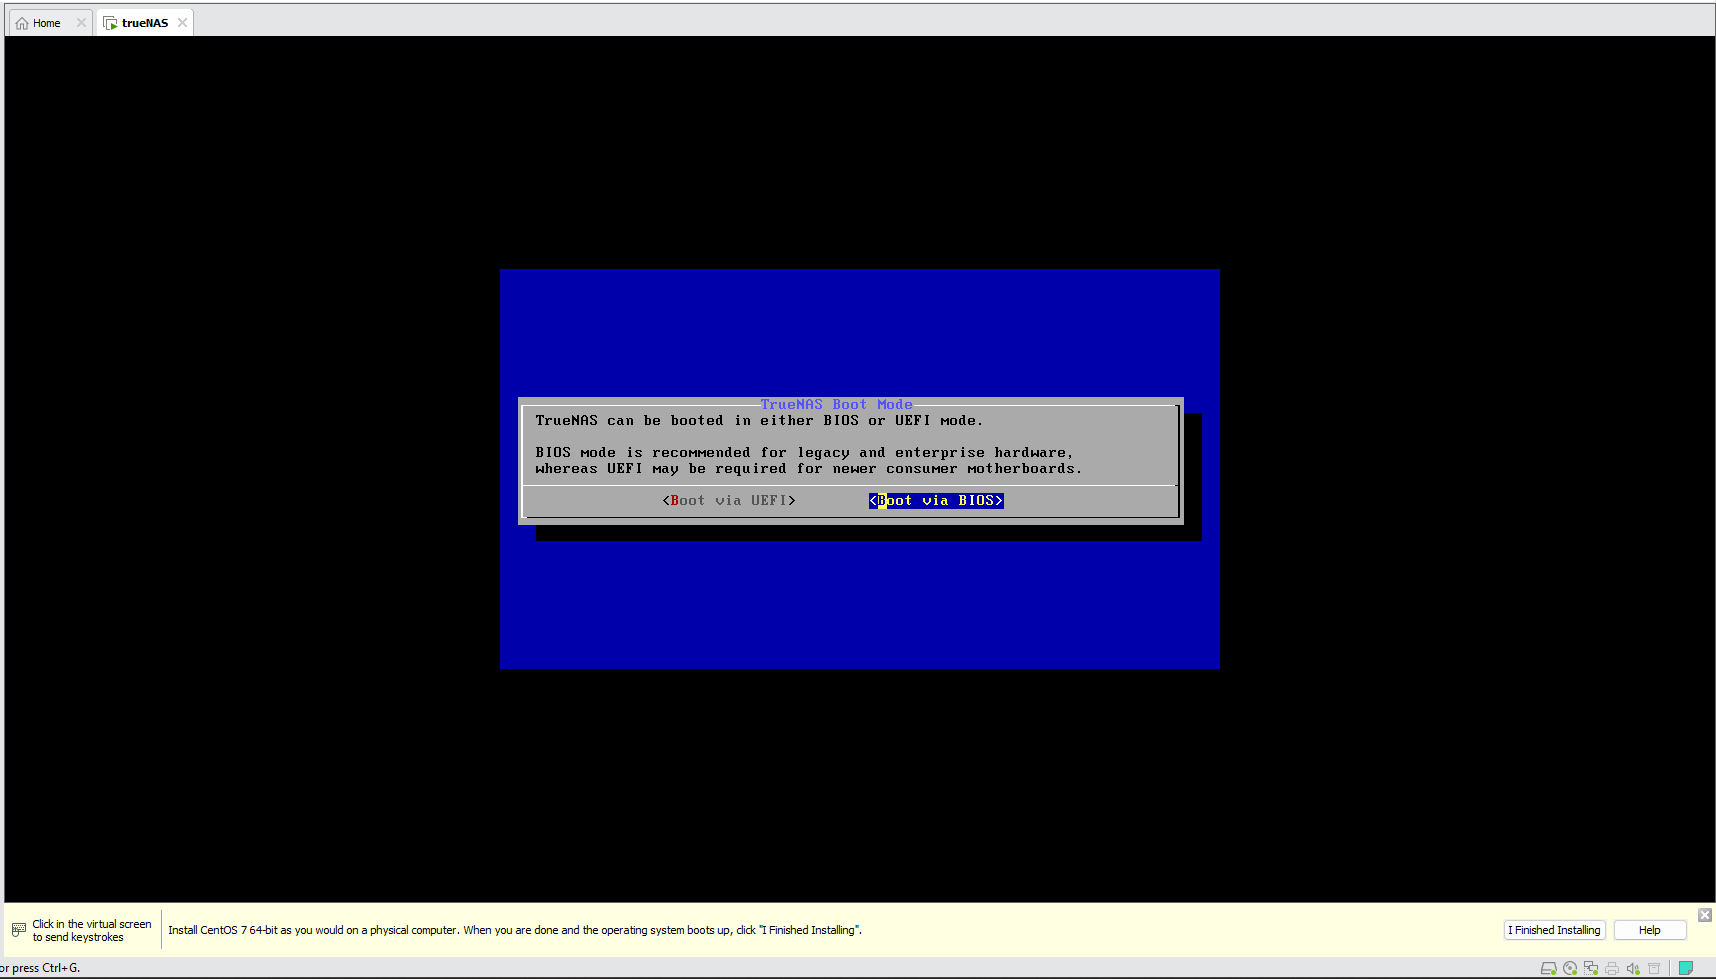 Home
trueNAS
TrueNAS Boot Mode
TrueNAS can be booted in either BIOS or UEFI mode.
BIOS mode is recommended for legacy and enterprise hardware,
whereas UEFI may be required for newer consumer motherboards.
<Boot via UEFI> <Boot via BIOS>
Click in the virtual screen
to send keystrokes
Install CentOS 7 64-bit as you would on a physical computer. When you are done and the operating system boots up, click "I Finished Installing".
I Finished Installing
Help
or press Ctrl+G.